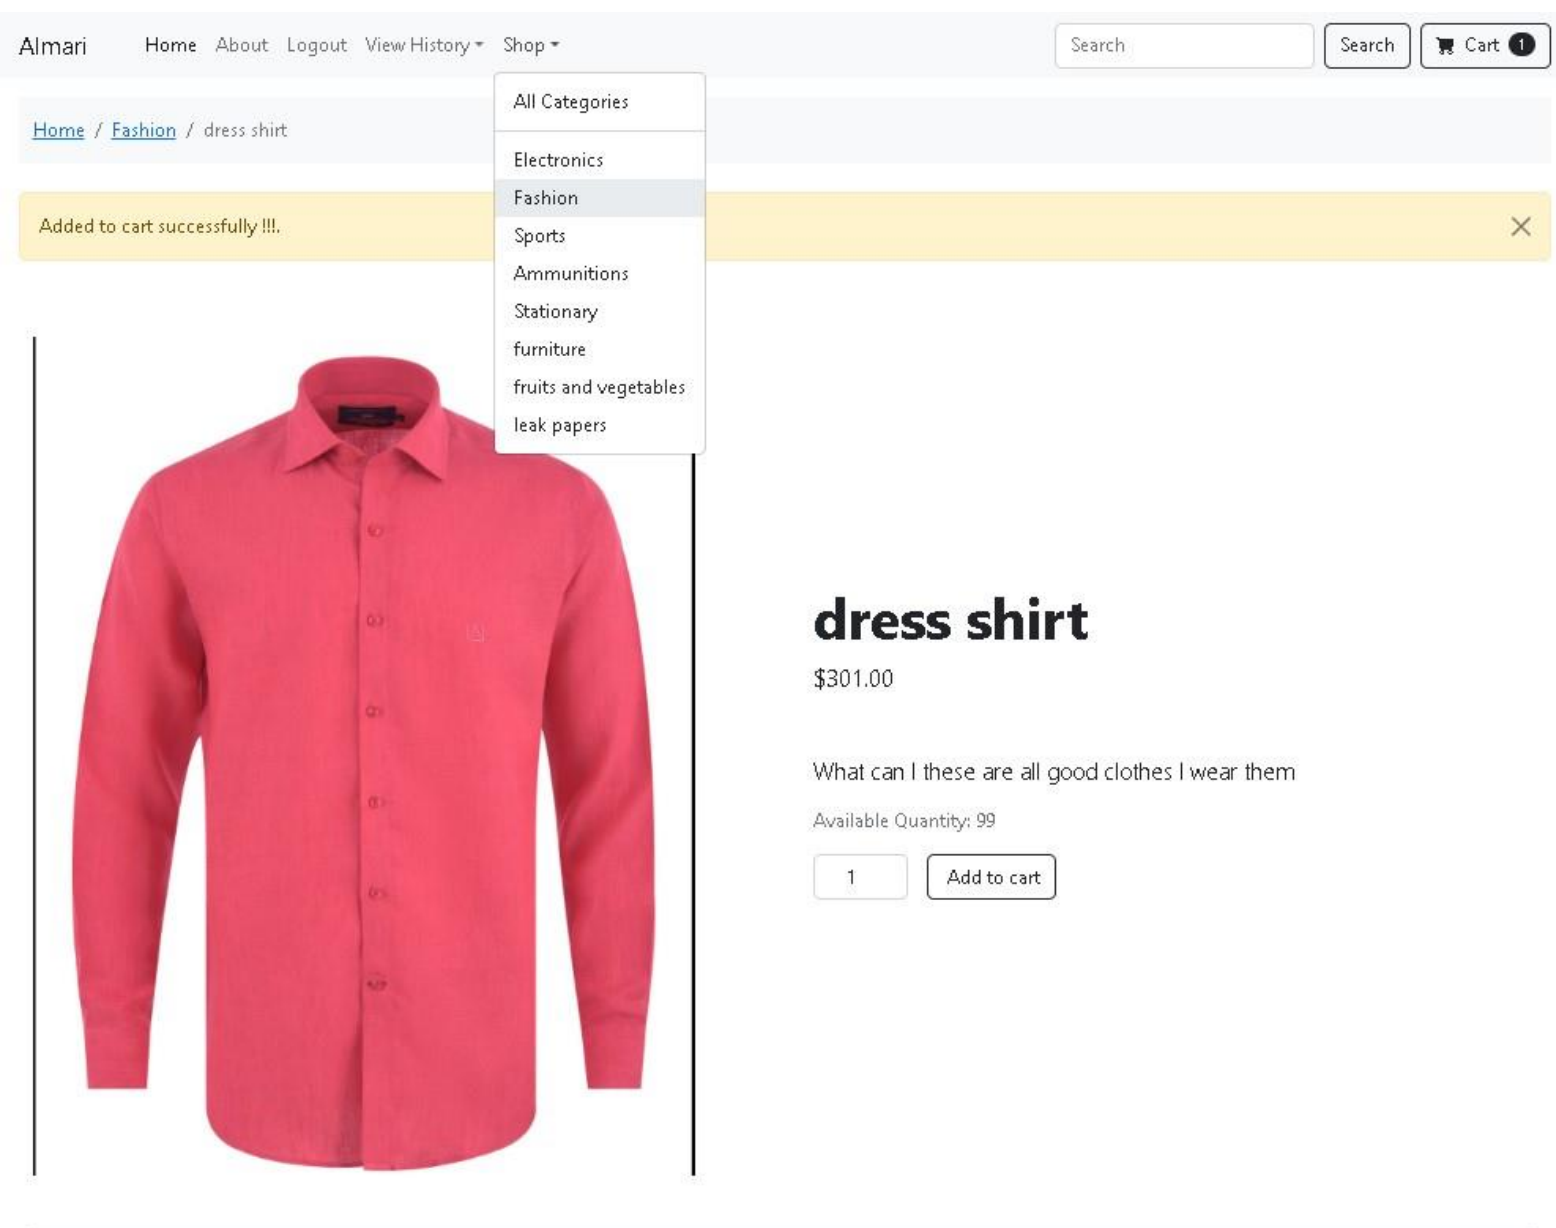 Almari Home About Logout View History Shop Search Search Cart 1
All Categories
Home / Fashion / dress shirt
Electronics
Fashion
Added to cart successfully !!!.
Sports
Ammunitions
Stationary
furniture
fruits and vegetables
leak papers
dress shirt
$301.00
What can I these are all good clothes I wear them
Available Quantity: 99
1 Add to cart